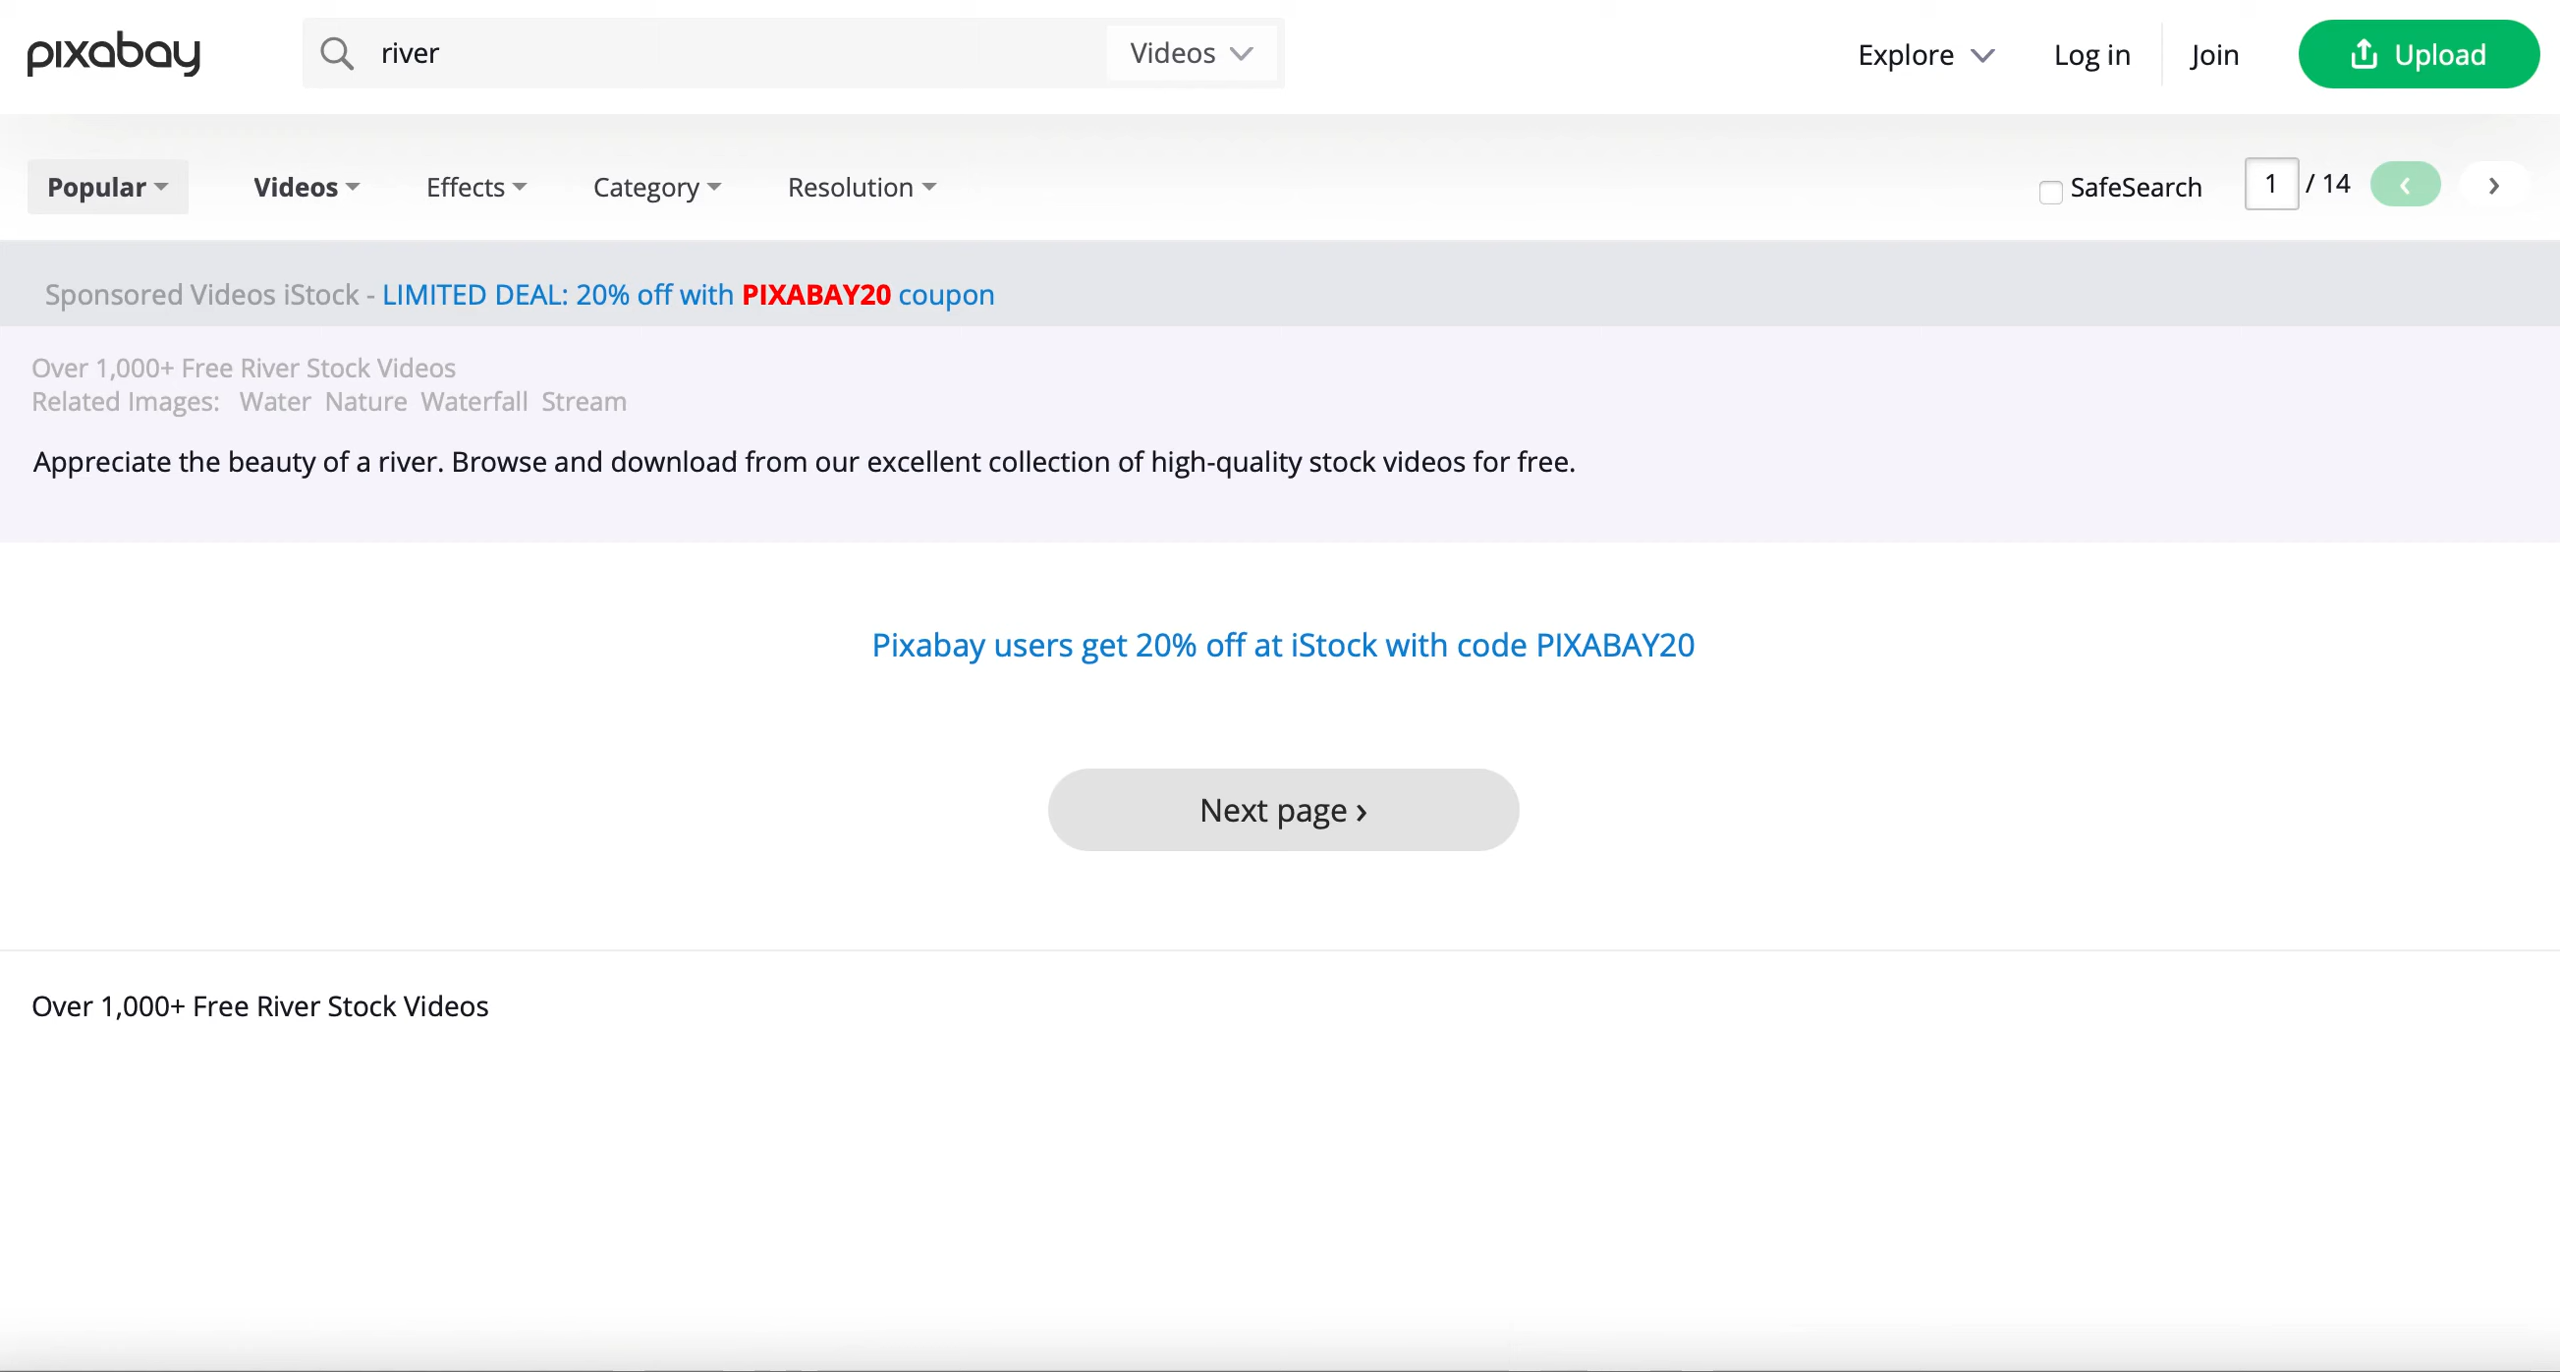 pixabay river Videos Explore Log in Join Upload
Popular Videos Effects Category Resolution SafeSearch 1 / 14 ‹ ›
Sponsored Videos iStock - LIMITED DEAL: 20% off with PIXABAY20 coupon
Over 1,000+ Free River Stock Videos
Related Images: Water Nature Waterfall Stream
Appreciate the beauty of a river. Browse and download from our excellent collection of high-quality stock videos for free.
Pixabay users get 20% off at iStock with code PIXABAY20
Next page ›
Over 1,000+ Free River Stock Videos